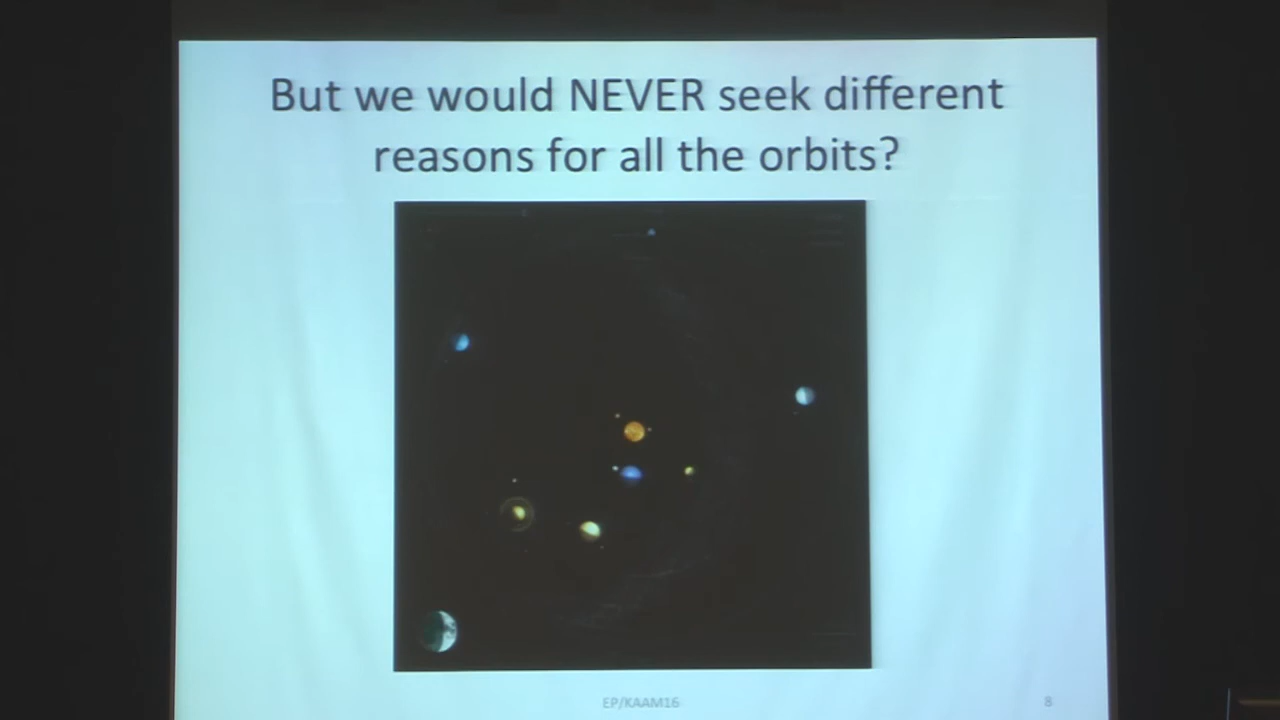 But we would NEVER seek different
reasons for all the orbits?
EP/KAAM16
8